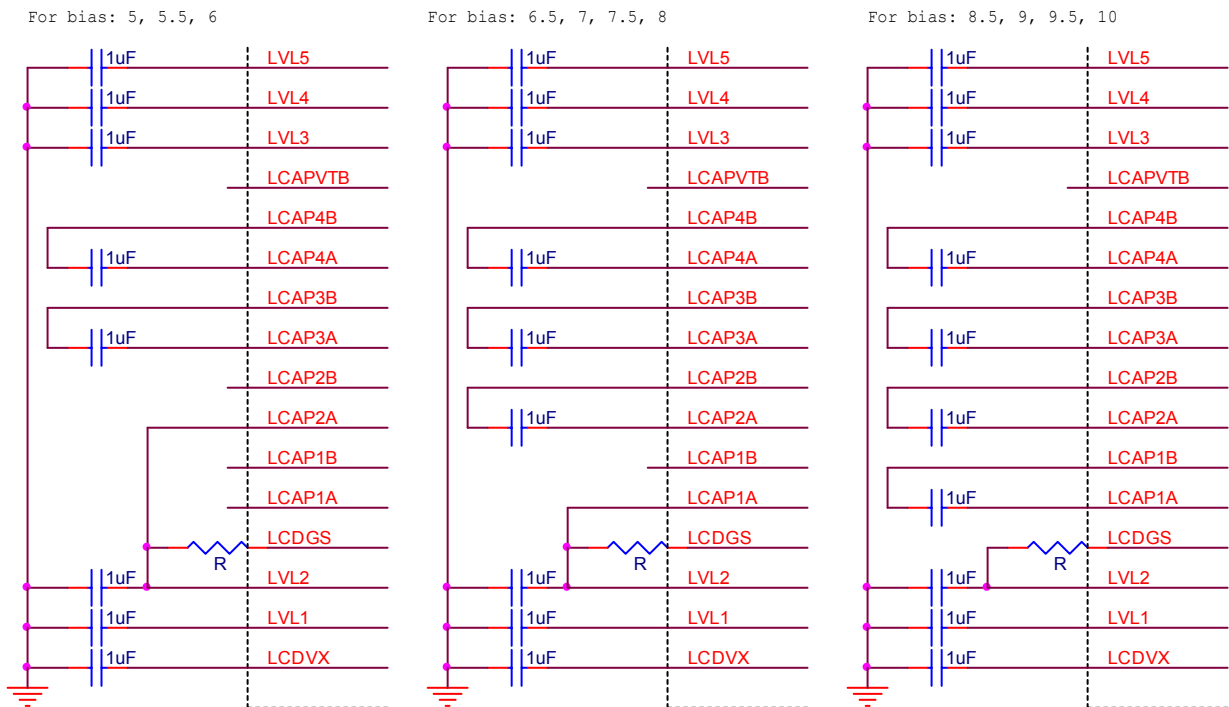 For bias: 5, 5.5, 6
1uF LVL5
1uF LVL4
1uF LVL3
LCAPVTB
LCAP4B
1uF LCAP4A
LCAP3B
1uF LCAP3A
LCAP2B
LCAP2A
LCAP1B
LCAP1A
LCDGS
R
1uF LVL2
1uF LVL1
1uF LCDVX
For bias: 6.5, 7, 7.5, 8
1uF LVL5
1uF LVL4
1uF LVL3
LCAPVTB
LCAP4B
1uF LCAP4A
LCAP3B
1uF LCAP3A
LCAP2B
1uF LCAP2A
LCAP1B
LCAP1A
LCDGS
R
1uF LVL2
1uF LVL1
1uF LCDVX
For bias: 8.5, 9, 9.5, 10
1uF LVL5
1uF LVL4
1uF LVL3
LCAPVTB
LCAP4B
1uF LCAP4A
LCAP3B
1uF LCAP3A
LCAP2B
1uF LCAP2A
LCAP1B
1uF LCAP1A
LCDGS
R
1uF LVL2
1uF LVL1
1uF LCDVX